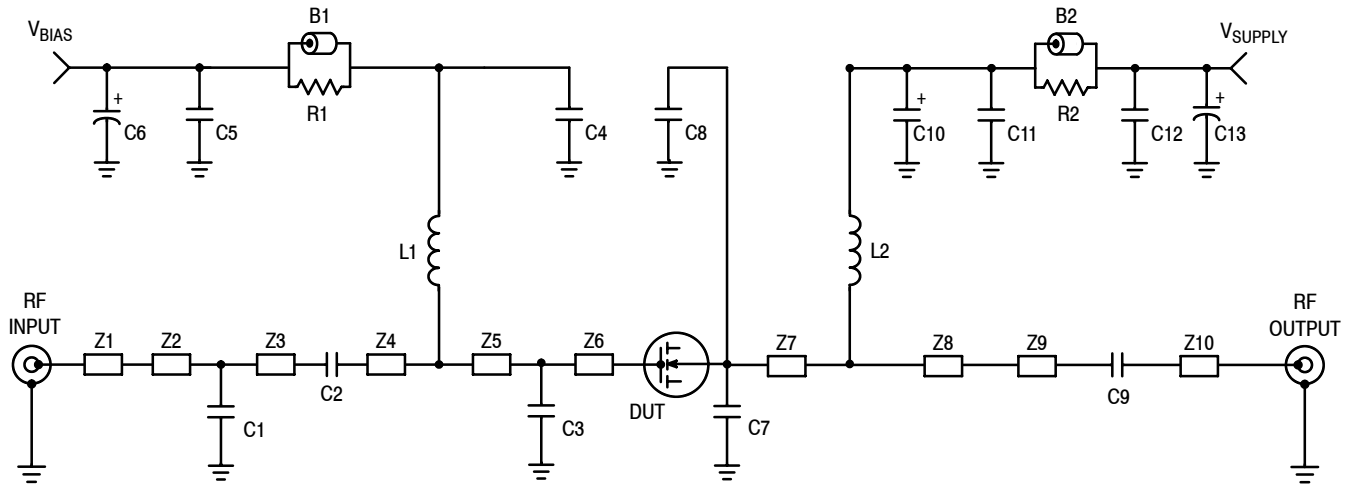 B1
B2
VBIAS
VSUPPLY
+
C6
C5
R1
C4
C8
+
C10
C11
R2
C12
+
C13
L1
L2
RF
INPUT
Z1
Z2
Z3
C2
Z4
Z5
Z6
DUT
Z7
Z8
Z9
C9
Z10
RF
OUTPUT
C1
C3
C7